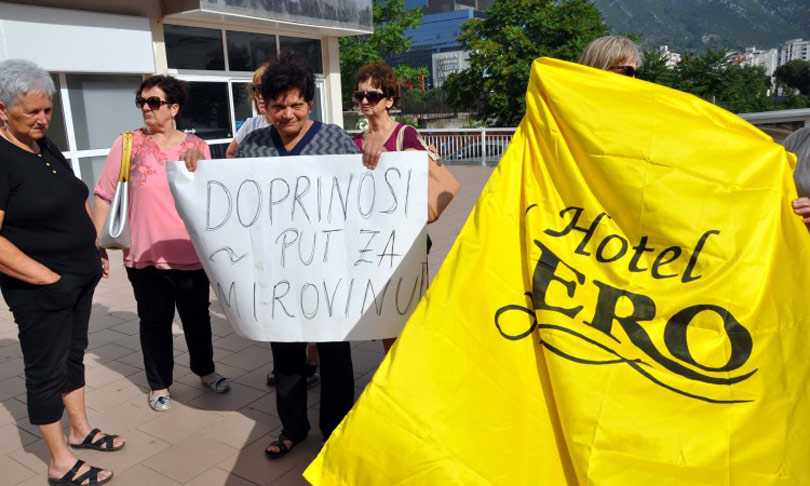 DOPRINOSI
~ PUT ZA
MIROVINU
Hotel
ERO